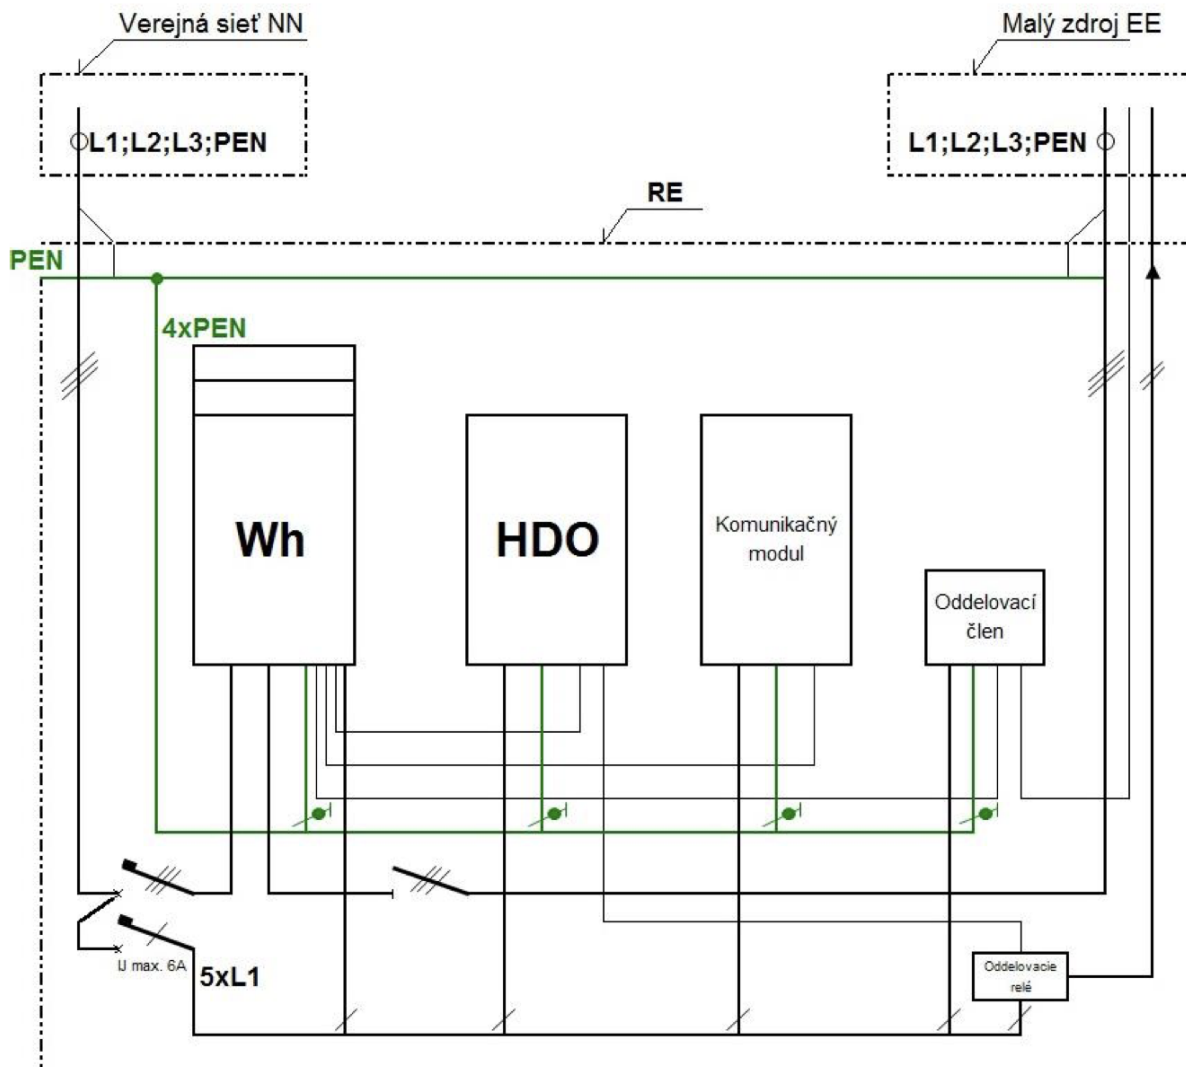 Verejná sieť NN
Malý zdroj EE
L1;L2;L3;PEN
L1;L2;L3;PEN
RE
PEN
4xPEN
Wh
HDO
Komunikačný
modul
Oddelovací
člen
IJ max. 6A
5xL1
Oddelovacie
relé